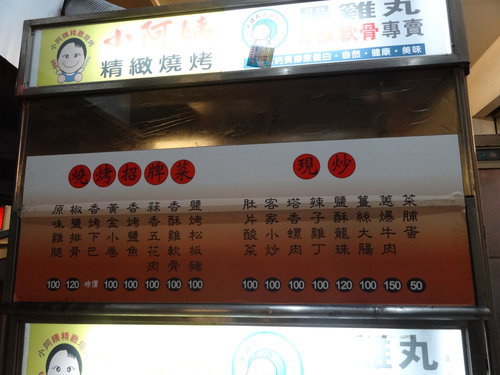 小阿姨
精緻燒烤
雞丸
軟骨專賣
自然·健康·美味
燒烤招牌菜
現炒
原味雞腿 100
椒鹽排骨 120
香烤下巴 時價
黃金小卷 100
香烤鹽魚 100
蒜香五花肉 100
香酥雞軟骨 100
鹽烤松板豬 100
肚片酸菜 100
客家小炒 100
塔香螺肉 100
辣子雞丁 100
鹽酥龍珠 120
薑絲大腸 100
蔥爆牛肉 150
菜脯蛋 50
雞丸